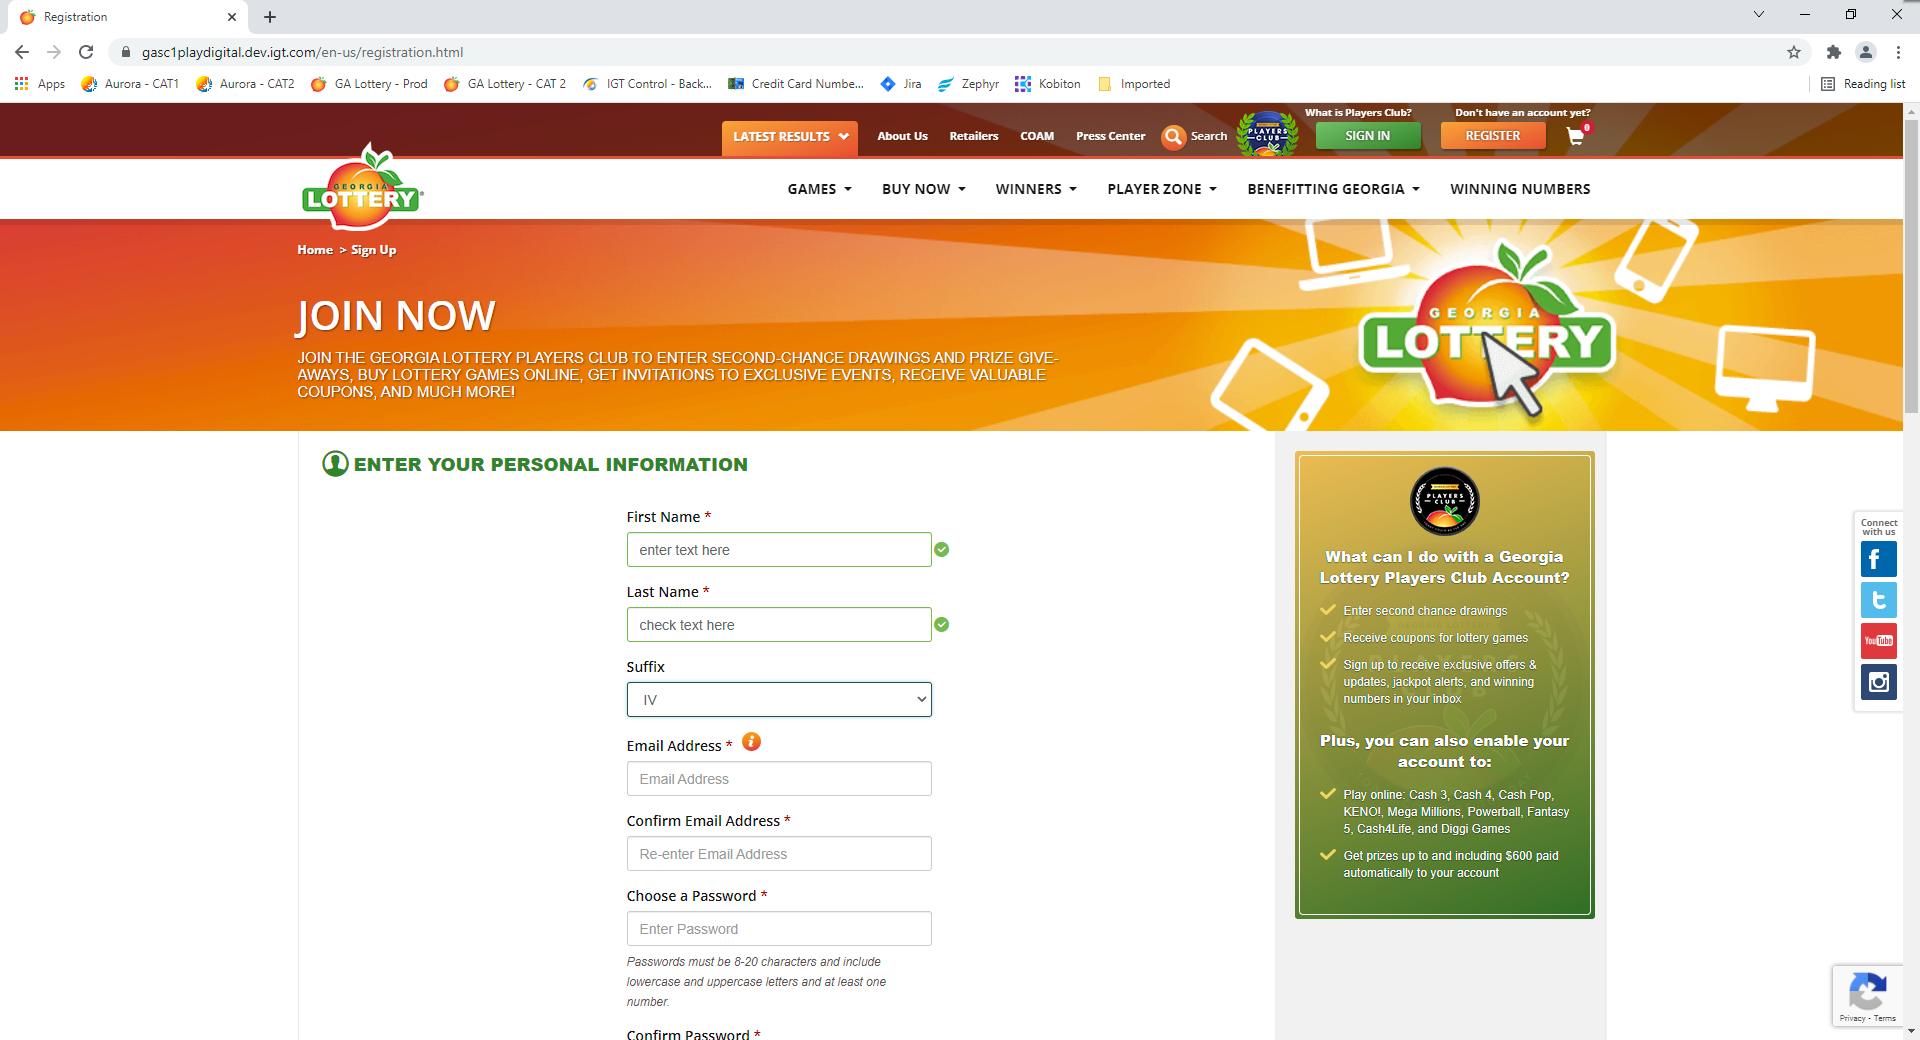 Registration
gasc1playdigital.dev.igt.com/en-us/registration.html
Apps Aurora - CAT1 Aurora - CAT2 GA Lottery - Prod GA Lottery - CAT 2 IGT Control - Back... Credit Card Numbe... Jira Zephyr Kobiton Imported Reading list
What is Players Club? Don't have an account yet?
LATEST RESULTS About Us Retailers COAM Press Center Search PLAYERS CLUB SIGN IN REGISTER 0
GEORGIA
LOTTERY
GAMES BUY NOW WINNERS PLAYER ZONE BENEFITTING GEORGIA WINNING NUMBERS
Home > Sign Up
JOIN NOW
JOIN THE GEORGIA LOTTERY PLAYERS CLUB TO ENTER SECOND-CHANCE DRAWINGS AND PRIZE GIVE-
AWAYS, BUY LOTTERY GAMES ONLINE, GET INVITATIONS TO EXCLUSIVE EVENTS, RECEIVE VALUABLE
COUPONS, AND MUCH MORE!
GEORGIA
LOTTERY
ENTER YOUR PERSONAL INFORMATION
First Name *
enter text here
Last Name *
check text here
Suffix
IV
Email Address *
Email Address
Confirm Email Address *
Re-enter Email Address
Choose a Password *
Enter Password
Passwords must be 8-20 characters and include
lowercase and uppercase letters and at least one
number.
Confirm Password *
PLAYERS
CLUB
What can I do with a Georgia
Lottery Players Club Account?
Enter second chance drawings
Receive coupons for lottery games
Sign up to receive exclusive offers &
updates, jackpot alerts, and winning
numbers in your inbox
Plus, you can also enable your
account to:
Play online: Cash 3, Cash 4, Cash Pop,
KENO!, Mega Millions, Powerball, Fantasy
5, Cash4Life, and Diggi Games
Get prizes up to and including $600 paid
automatically to your account
Connect
with us
YouTube
Privacy - Terms